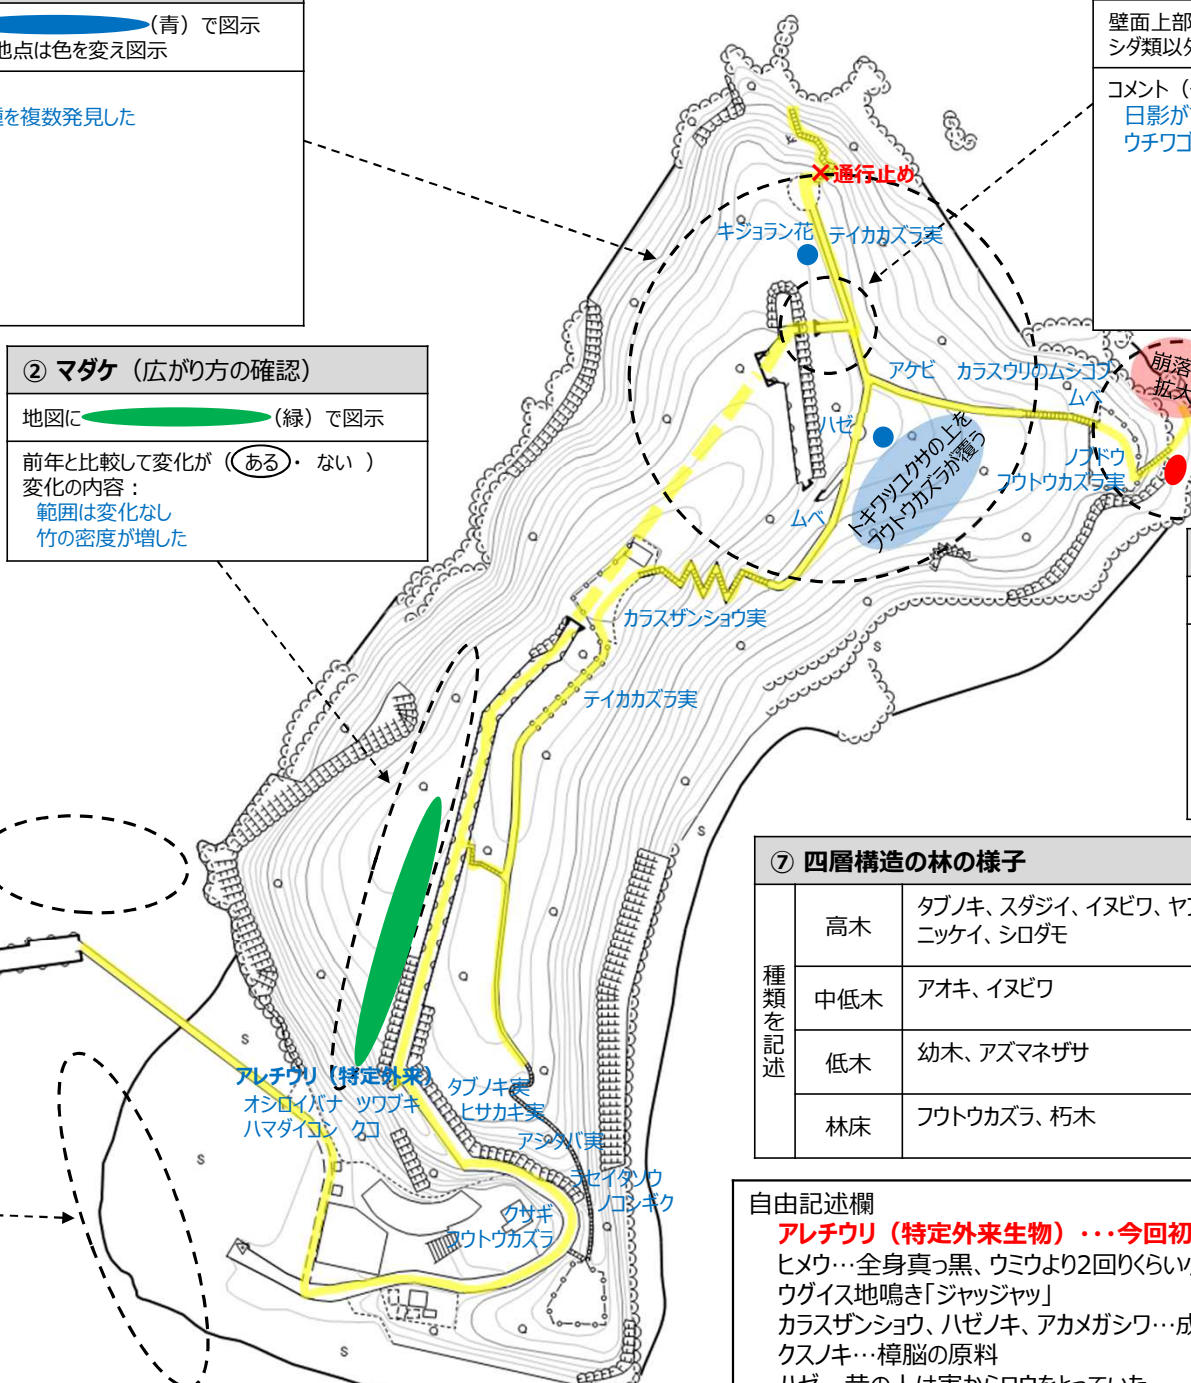 (青）で図示
地点は色を変え図示
種を複数発見した
壁面上部
シダ類以外
コメント（
日影が
ウチワゴ
✕通行止め
キジョラン花 テイカカズラ実
② マダケ（広がり方の確認）
地図に (緑）で図示
前年と比較して変化が（ある・ ない ）
変化の内容：
範囲は変化なし
竹の密度が増した
崩落
拡大
アケビ カラスウリのムシコブ
ムベ
ハゼ
トキワツユクサの上を
フウトウカズラが覆う
ノブドウ
フウトウカズラ実
ムベ
カラスザンショウ実
テイカカズラ実
S
S
⑦ 四層構造の林の様子
種類を記述
高木 タブノキ、スダジイ、イヌビワ、ヤブ
ニッケイ、シロダモ
中低木 アオキ、イヌビワ
低木 幼木、アズマネザサ
林床 フウトウカズラ、朽木
S
アレチウリ（特定外来）
オシロイバナ ツワブキ
ハマダイコン クコ
タブノキ実
ヒサカキ実
アシタバ実
ラセイタソウ
ノコンギク
S
クサギ
フウトウカズラ
S
自由記述欄
アレチウリ（特定外来生物）･･･今回初
ヒメウ…全身真っ黒、ウミウより2回りくらい小
ウグイス地鳴き「ジャッジャッ」
カラスザンショウ、ハゼノキ、アカメガシワ…成
クスノキ…樟脳の原料
ハゼ…昔の人は実からロウをとっていた